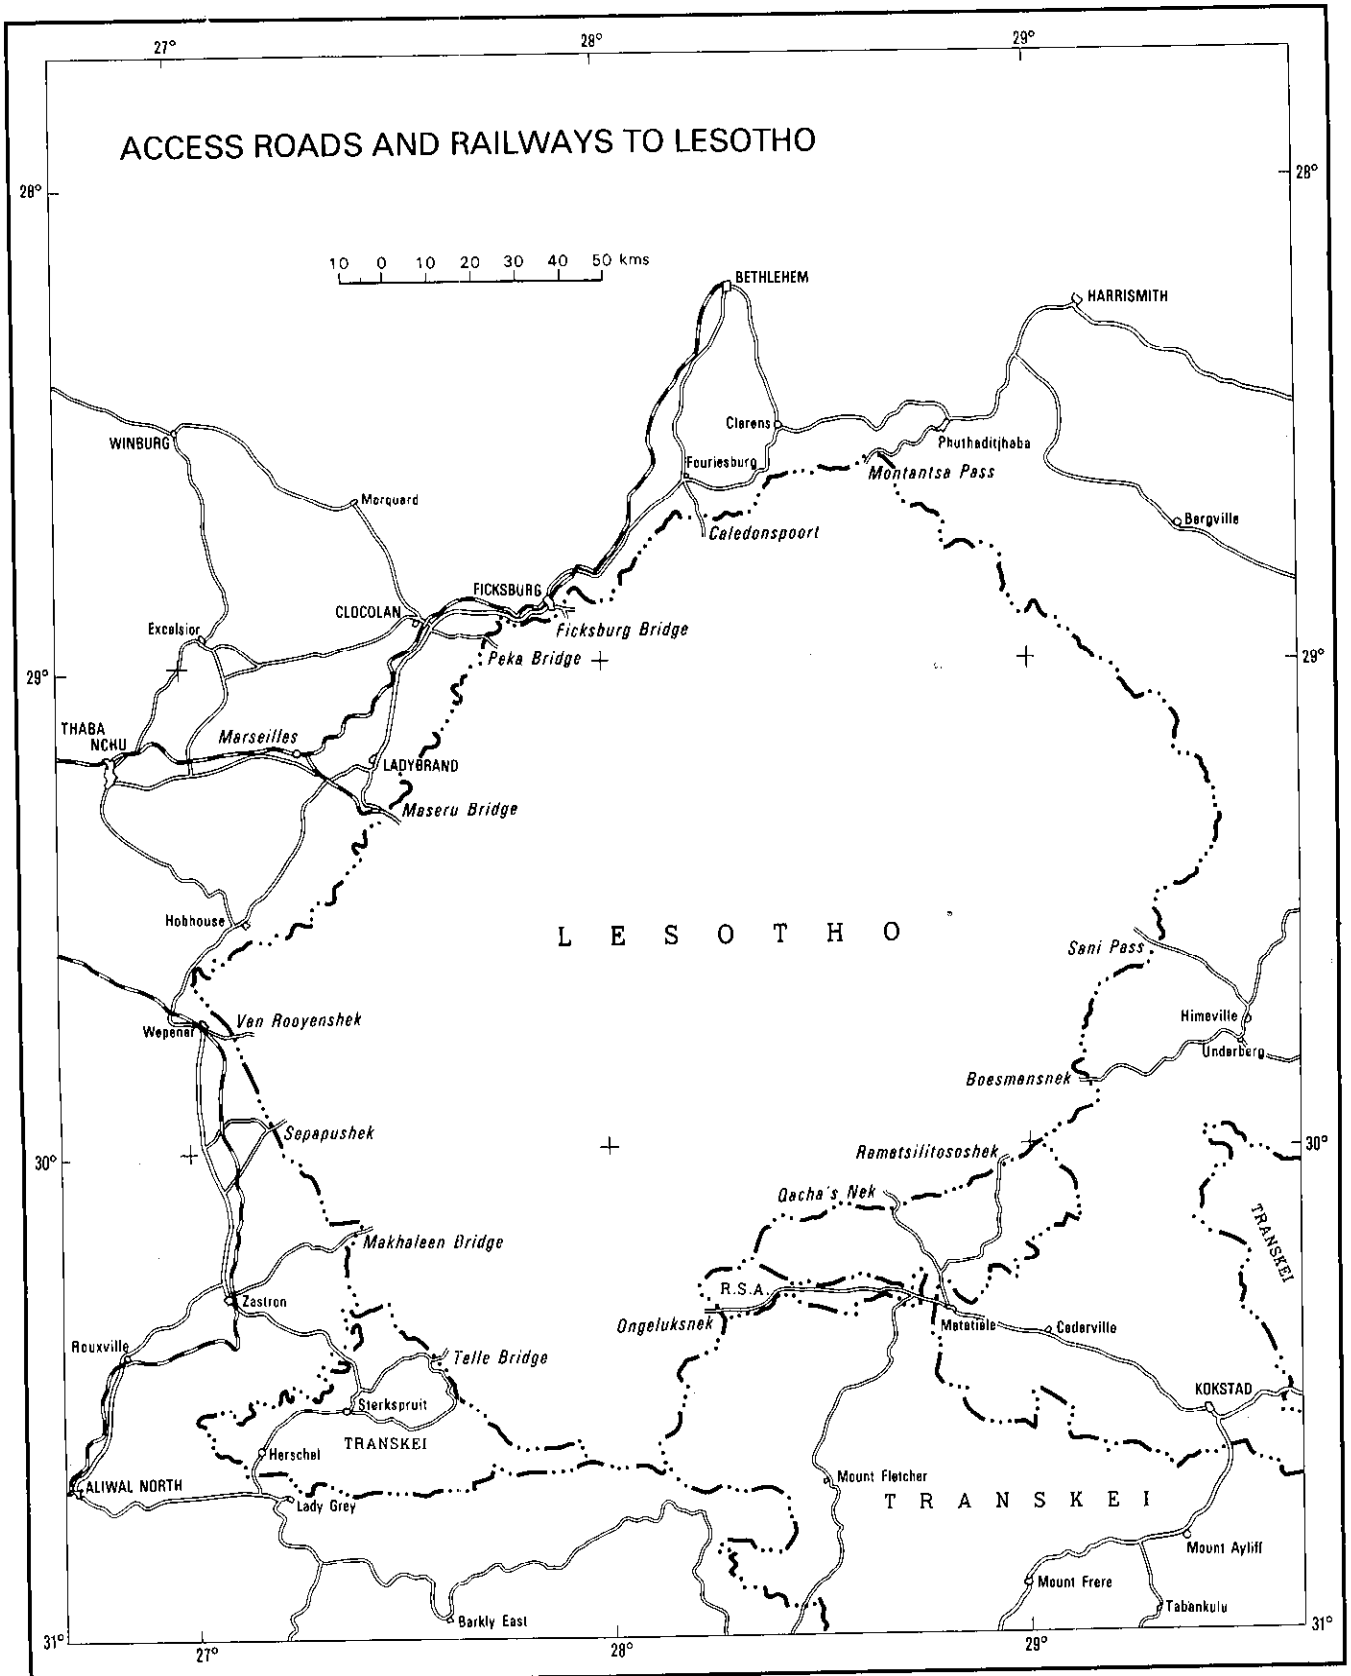 27°
28°
29°
ACCESS ROADS AND RAILWAYS TO LESOTHO
28°
28°
10 0 10 20 30 40 50 kms
BETHLEHEM
HARRISMITH
Clarens
WINBURG
Phuthaditjhaba
Fouriesburg
Montantsa Pass
Marquard
Bergville
Caledonspoort
FICKSBURG
CLOCOLAN
Excelsior
Ficksburg Bridge
Peka Bridge
29°
29°
THABA
NCHU
Marseilles
LADYBRAND
Maseru Bridge
Hobhouse
LESOTHO
Sani Pass
Himeville
Van Rooyenshek
Wepener
Underberg
Boesmansnek
Sepapushek
30°
30°
Ramatsilitososhek
Qacha's Nek
TRANSKEI
Makhaleen Bridge
R.S.A.
Zastron
Ongeluksnek
Matatiele
Cedarville
Rouxville
Telle Bridge
KOKSTAD
Sterkspruit
TRANSKEI
Herschel
ALIWAL NORTH
Mount Fletcher
Lady Grey
TRANSKEI
Mount Ayliff
Mount Frere
Tabankulu
Barkly East
31°
31°
27°
28°
29°